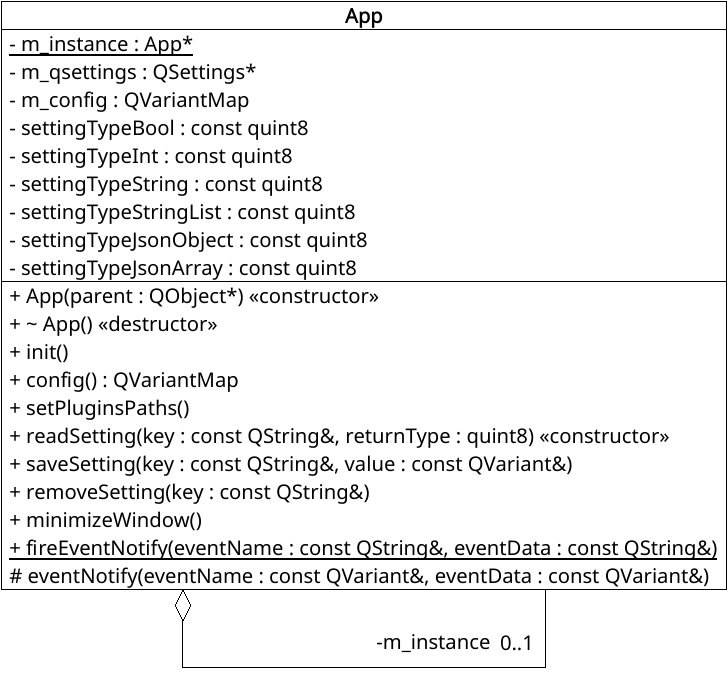 App
- m_instance : App*
- m_qsettings : QSettings*
- m_config : QVariantMap
- settingTypeBool : const quint8
- settingTypeInt : const quint8
- settingTypeString : const quint8
- settingTypeStringList : const quint8
- settingTypeJsonObject : const quint8
- settingTypeJsonArray : const quint8
+ App(parent : QObject*) «constructor»
+ ~ App() «destructor»
+ init()
+ config() : QVariantMap
+ setPluginsPaths()
+ readSetting(key : const QString&, returnType : quint8) «constructor»
+ saveSetting(key : const QString&, value : const QVariant&)
+ removeSetting(key : const QString&)
+ minimizeWindow()
+ fireEventNotify(eventName : const QString&, eventData : const QString&)
# eventNotify(eventName : const QVariant&, eventData : const QVariant&)
-m_instance 0..1